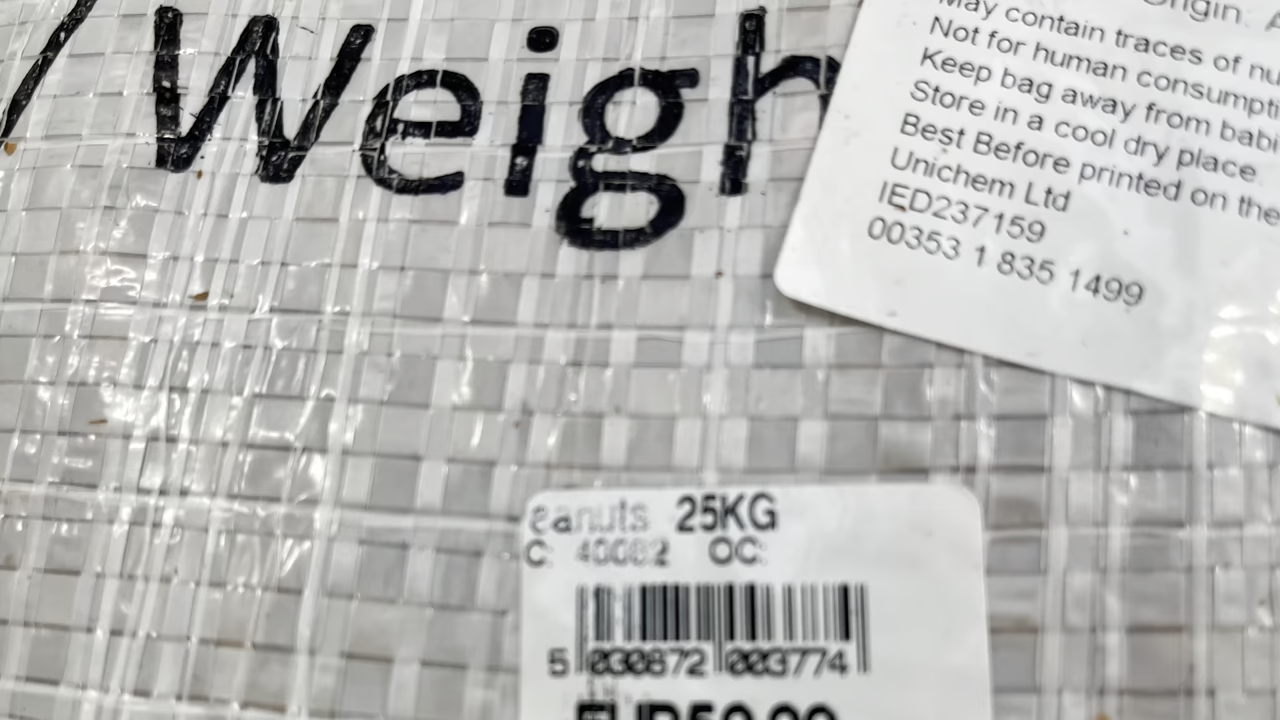 / Weigh
Origin. A
May contain traces of nu
Not for human consumpti
Keep bag away from babi
Store in a cool dry place.
Best Before printed on the
Unichem Ltd
IED237159
00353 1 835 1499
eanuts 25KG
C: 40082 OC:
5 030872 003774